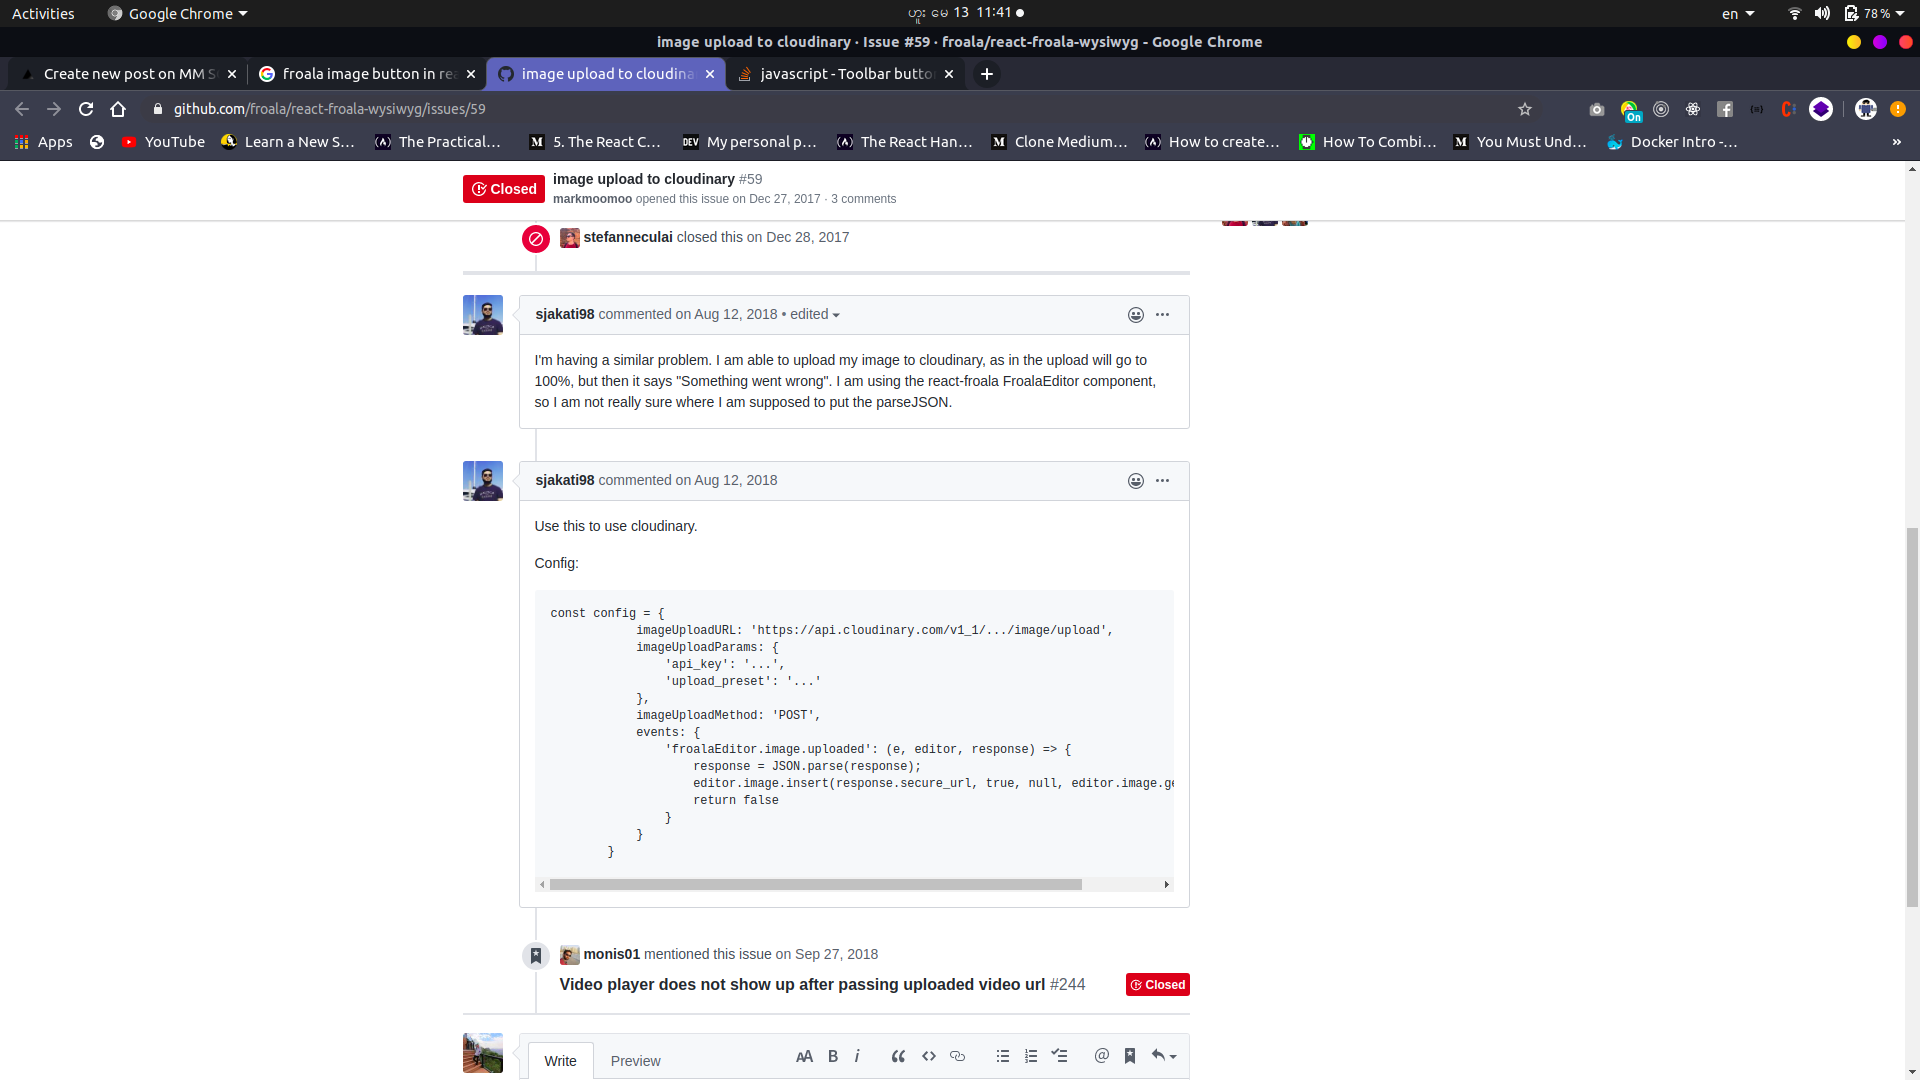 Activities
Google Chrome
ဟူး မေ 13 11:41
en
78 %
image upload to cloudinary · Issue #59 · froala/react-froala-wysiwyg - Google Chrome
Create new post on MM S
froala image button in rea
image upload to cloudina
javascript - Toolbar butto
github.com/froala/react-froala-wysiwyg/issues/59
On
Apps
YouTube
Learn a New S…
The Practical…
5. The React C…
DEV
My personal p…
The React Han…
Clone Medium…
How to create…
How To Combi…
You Must Und…
Docker Intro -…
»
Closed
image upload to cloudinary #59
markmoomoo opened this issue on Dec 27, 2017 · 3 comments
stefanneculai closed this on Dec 28, 2017
sjakati98 commented on Aug 12, 2018 • edited
I'm having a similar problem. I am able to upload my image to cloudinary, as in the upload will go to
100%, but then it says "Something went wrong". I am using the react-froala FroalaEditor component,
so I am not really sure where I am supposed to put the parseJSON.
sjakati98 commented on Aug 12, 2018
Use this to use cloudinary.
Config:
const config = {
imageUploadURL: 'https://api.cloudinary.com/v1_1/.../image/upload',
imageUploadParams: {
'api_key': '...',
'upload_preset': '...'
},
imageUploadMethod: 'POST',
events: {
'froalaEditor.image.uploaded': (e, editor, response) => {
response = JSON.parse(response);
editor.image.insert(response.secure_url, true, null, editor.image.ge
return false
}
}
}
monis01 mentioned this issue on Sep 27, 2018
Video player does not show up after passing uploaded video url #244
Closed
Write
Preview